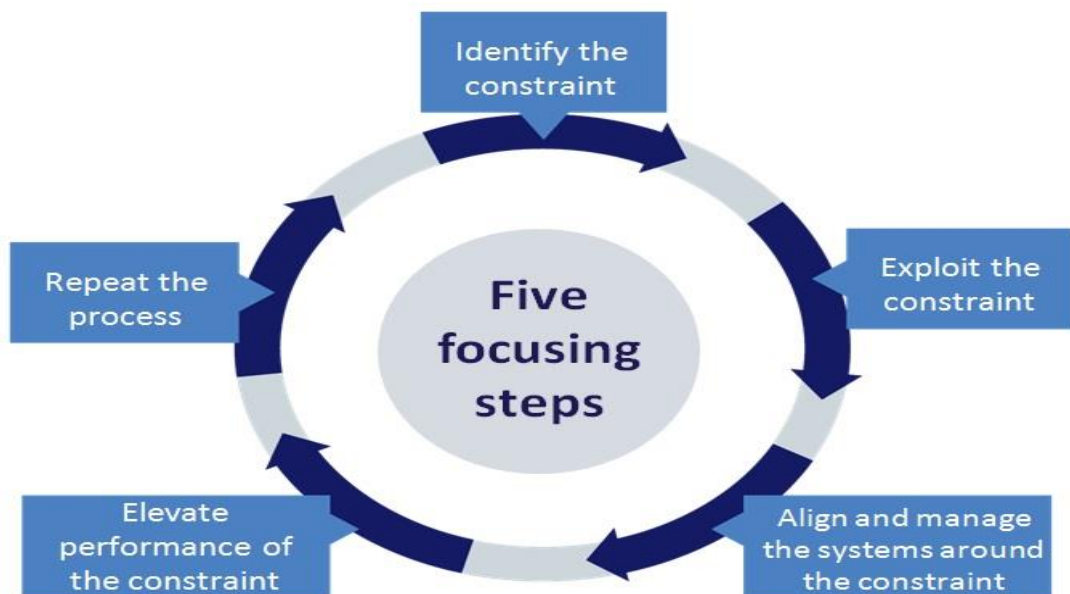 Identify the
constraint
Exploit the
constraint
Align and manage
the systems around
the constraint
Elevate
performance of
the constraint
Repeat the
process
Five
focusing
steps